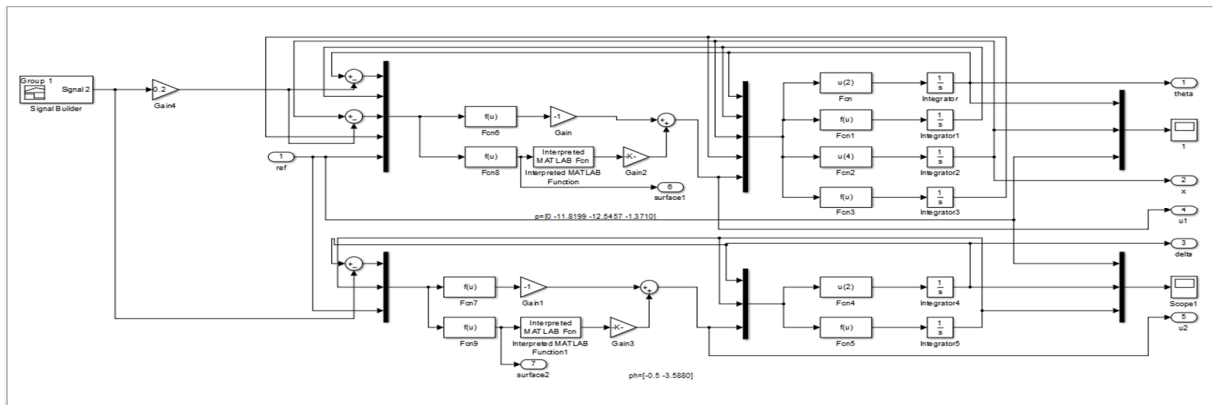 Group 1
Signal 2
Signal Builder
0.2
Gain4
1
ref
f(u)
Fcn6
-1
Gain
f(u)
Fcn8
Interpreted
MATLAB Fcn
Interpreted MATLAB
Function
-K-
Gain2
6
surface1
p=[0 -11.8199 -12.5457 -1.3710]
u(2)
Fcn
1
s
Integrator
f(u)
Fcn1
1
s
Integrator1
u(4)
Fcn2
1
s
Integrator2
f(u)
Fcn3
1
s
Integrator3
1
theta
1
2
x
4
u1
3
delta
f(u)
Fcn7
-1
Gain1
f(u)
Fcn9
Interpreted
MATLAB Fcn
Interpreted MATLAB
Function1
-K-
Gain3
7
surface2
ph=[-0.5 -3.5880]
u(2)
Fcn4
1
s
Integrator4
f(u)
Fcn5
1
s
Integrator5
Scope1
5
u2